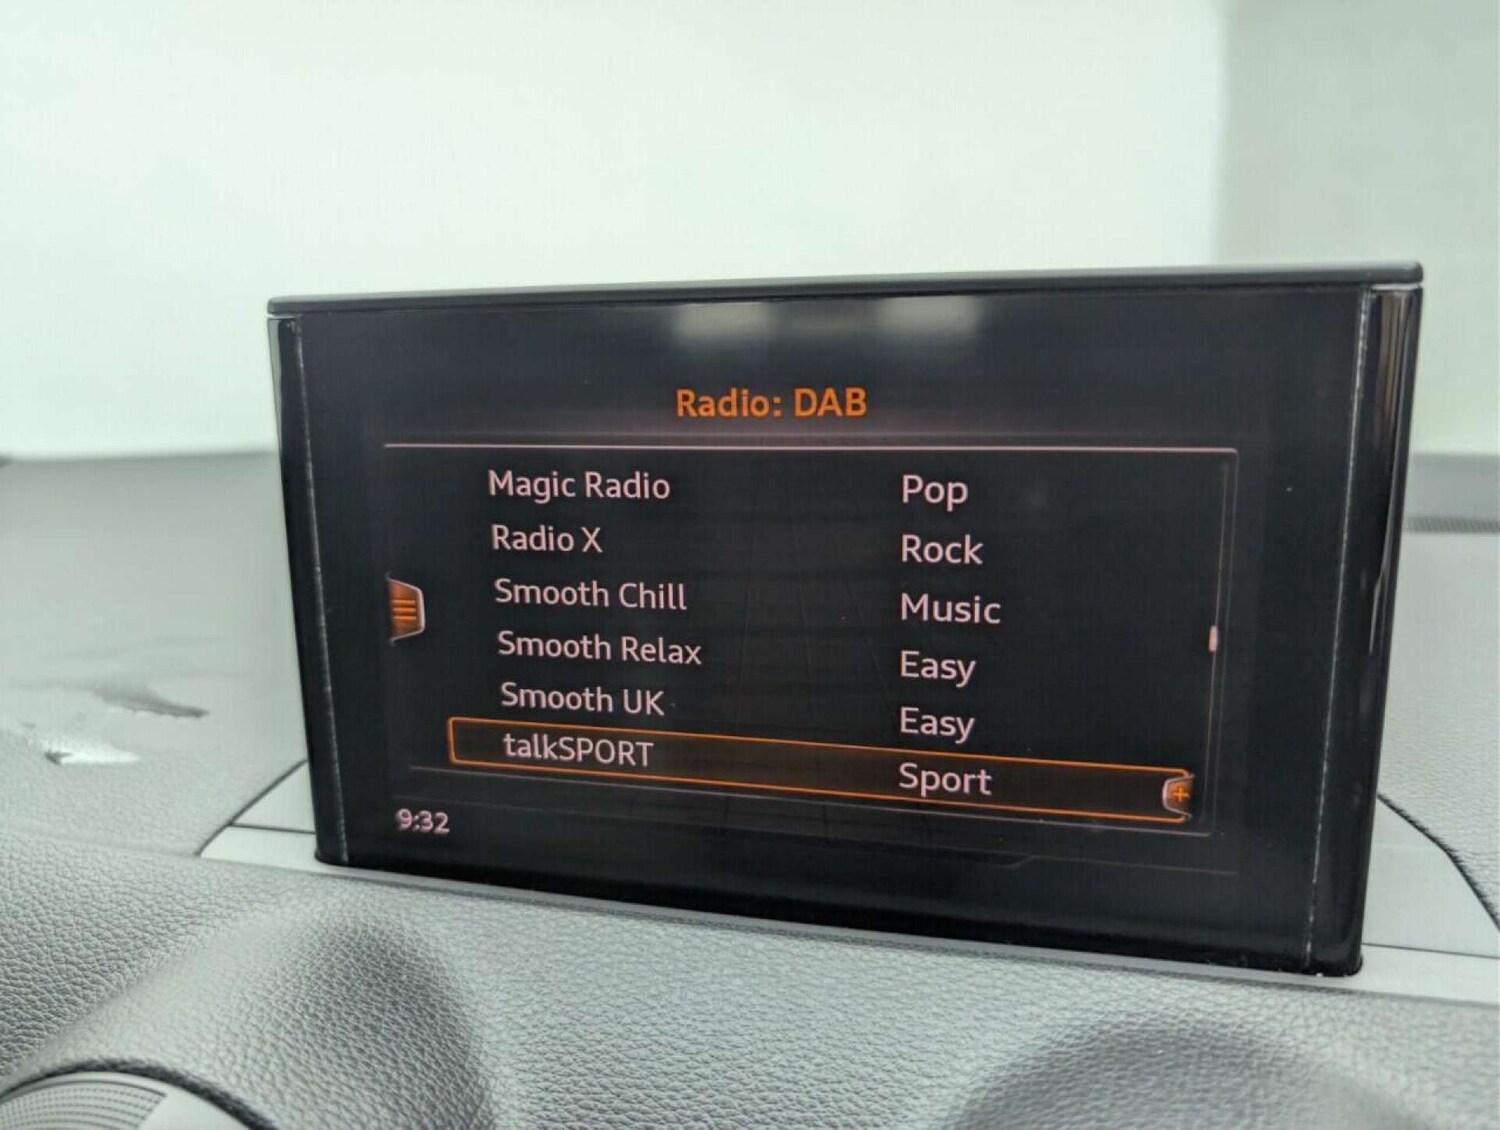 Radio: DAB
Magic Radio Pop
Radio X Rock
Smooth Chill Music
Smooth Relax Easy
Smooth UK Easy
talkSPORT Sport
9:32